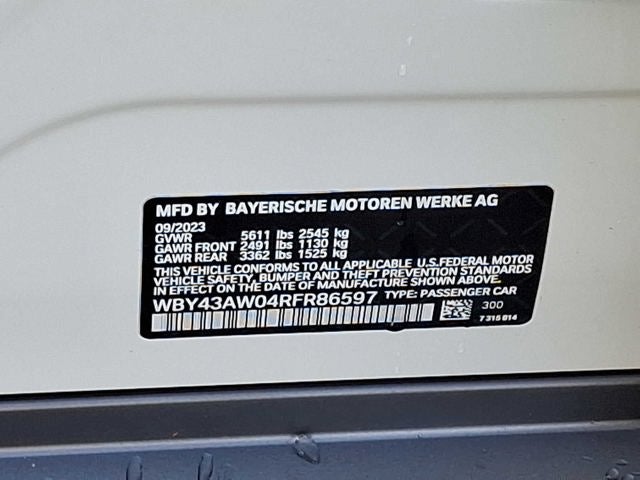 MFD BY BAYERISCHE MOTOREN WERKE AG
09/2023
GVWR 5611 lbs 2545 kg
GAWR FRONT 2491 lbs 1130 kg
GAWR REAR 3362 lbs 1525 kg
THIS VEHICLE CONFORMS TO ALL APPLICABLE U.S.FEDERAL MOTOR
VEHICLE SAFETY, BUMPER AND THEFT PREVENTION STANDARDS
IN EFFECT ON THE DATE OF MANUFACTURE SHOWN ABOVE.
WBY43AW04RFR86597 TYPE: PASSENGER CAR
300
7 315 814